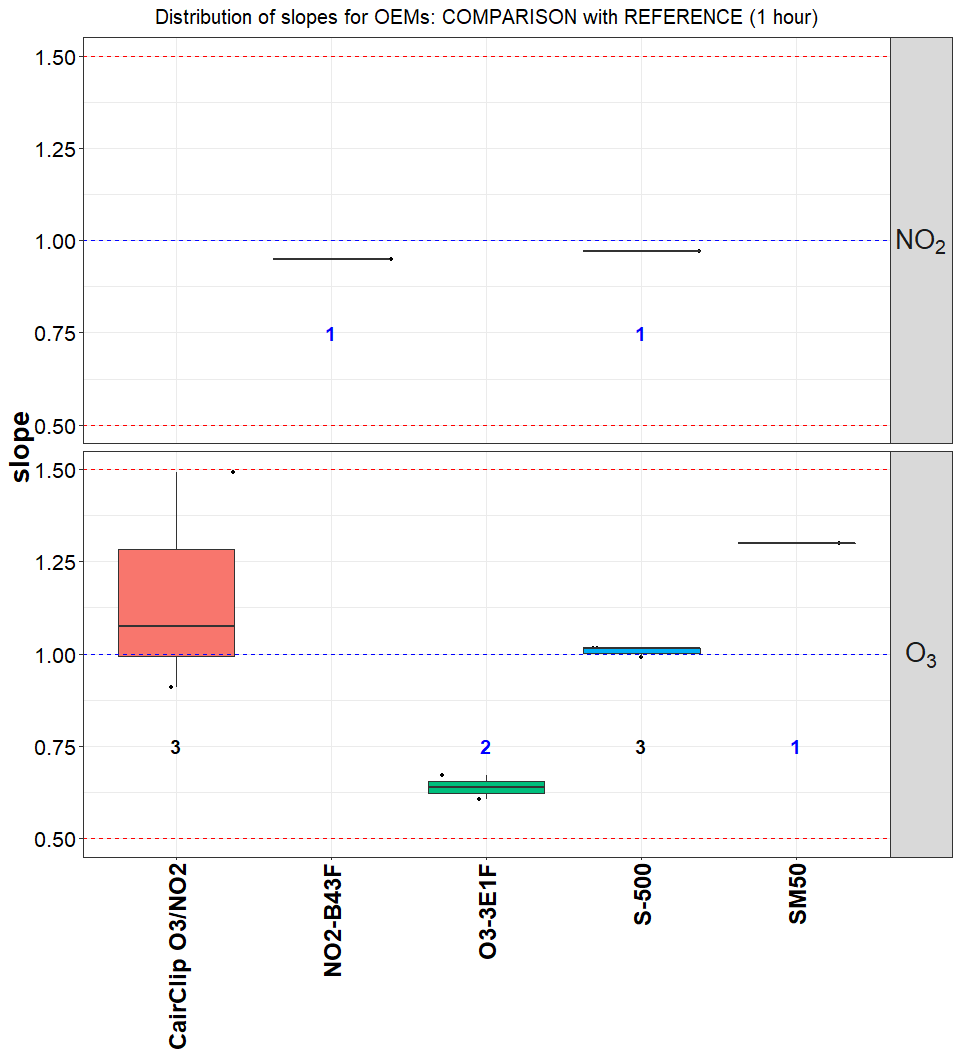 Distribution of slopes for OEMs: COMPARISON with REFERENCE (1 hour)
slope
1.50
1.25
1.00
0.75
0.50
1 1
NO2
1.50
1.25
1.00
0.75
0.50
3 2 3 1
O3
CairClip O3/NO2
NO2-B43F
O3-3E1F
S-500
SM50